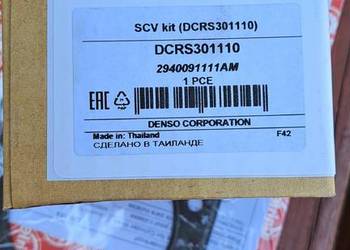 SCV kit (DCRS301110)
DCRS301110
2940091111AM
1 PCE
EAC
DENSO CORPORATION
Made in: Thailand F42
СДЕЛАНО В ТАИЛАНДЕ